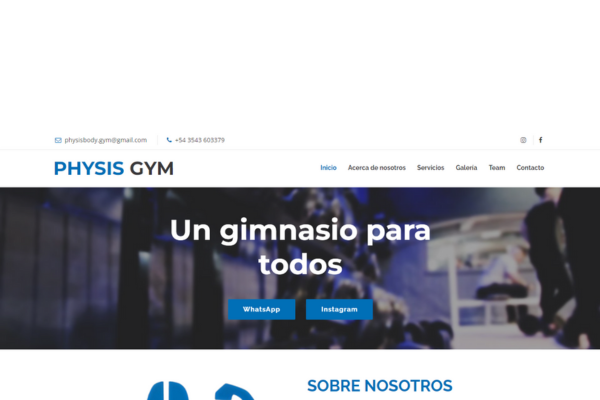 physisbody.gym@gmail.com
+54 3543 603379
PHYSIS GYM
Inicio
Acerca de nosotros
Servicios
Galeria
Team
Contacto
Un gimnasio para
todos
WhatsApp
Instagram
SOBRE NOSOTROS